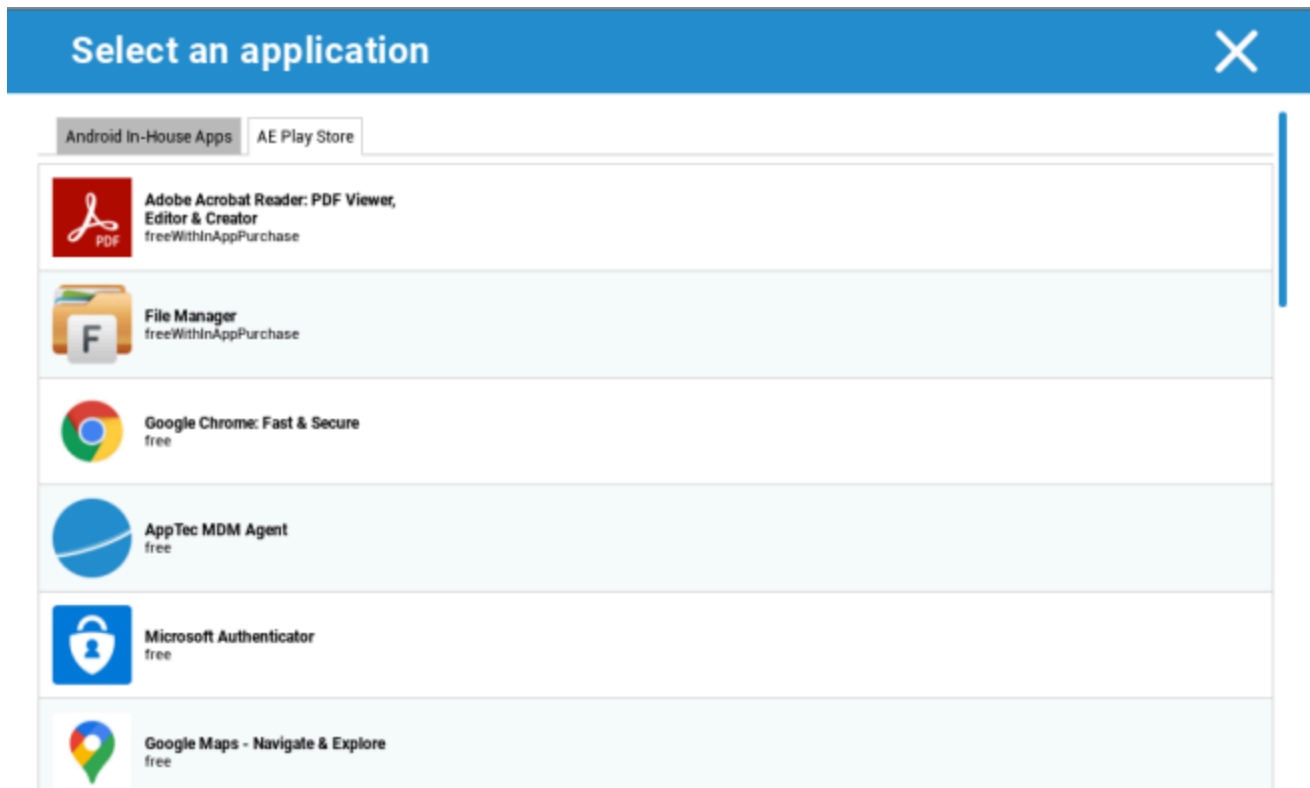 Select an application
Android In-House Apps
AE Play Store
Adobe Acrobat Reader: PDF Viewer,
Editor & Creator
freeWithInAppPurchase
PDF
File Manager
freeWithInAppPurchase
F
Google Chrome: Fast & Secure
free
AppTec MDM Agent
free
Microsoft Authenticator
free
Google Maps - Navigate & Explore
free